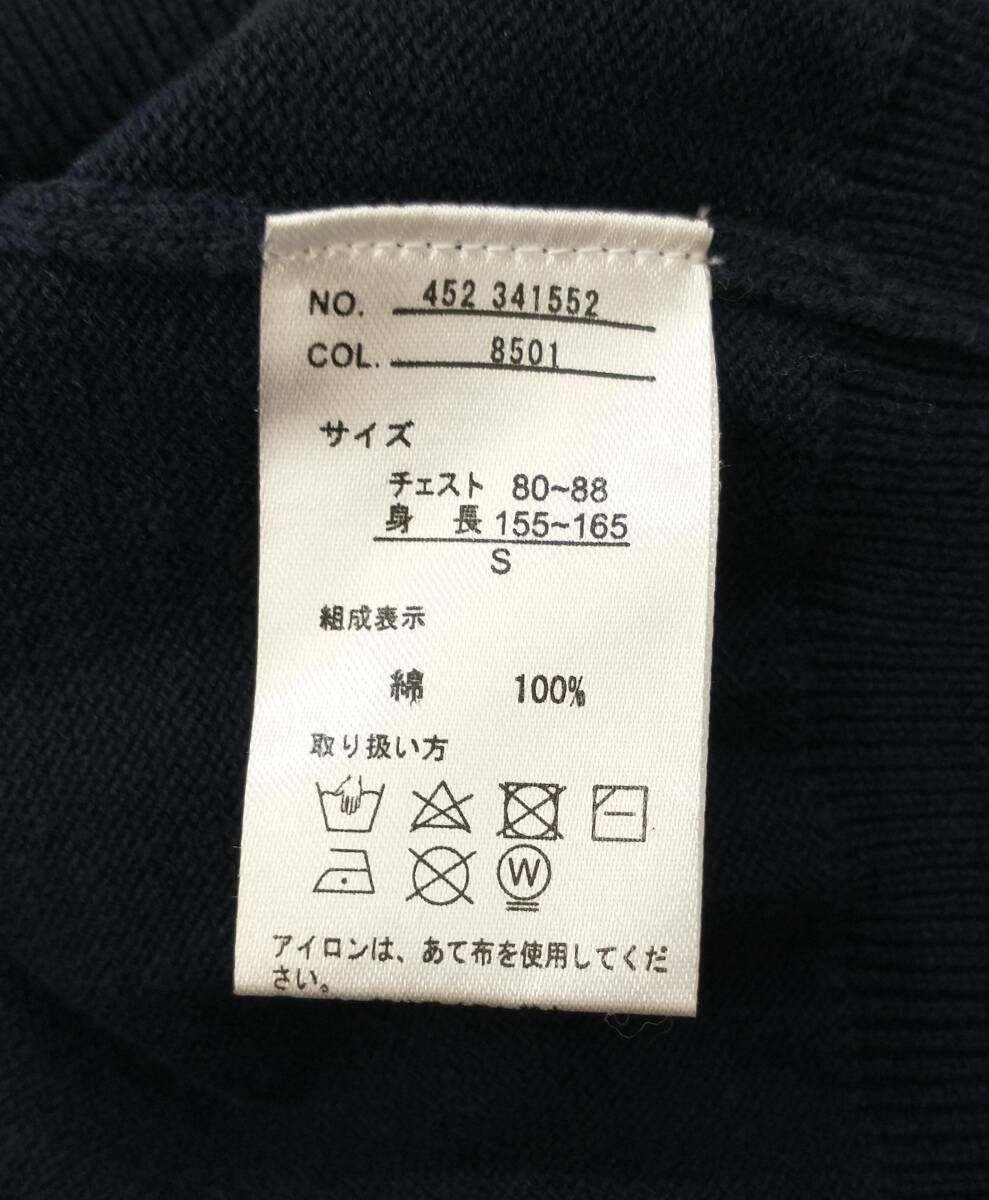 NO. 452 341552
COL. 8501
サイズ
チェスト 80~88
身 長 155~165
S
組成表示
綿 100%
取り扱い方
W
アイロンは、あて布を使用してくだ
さい。